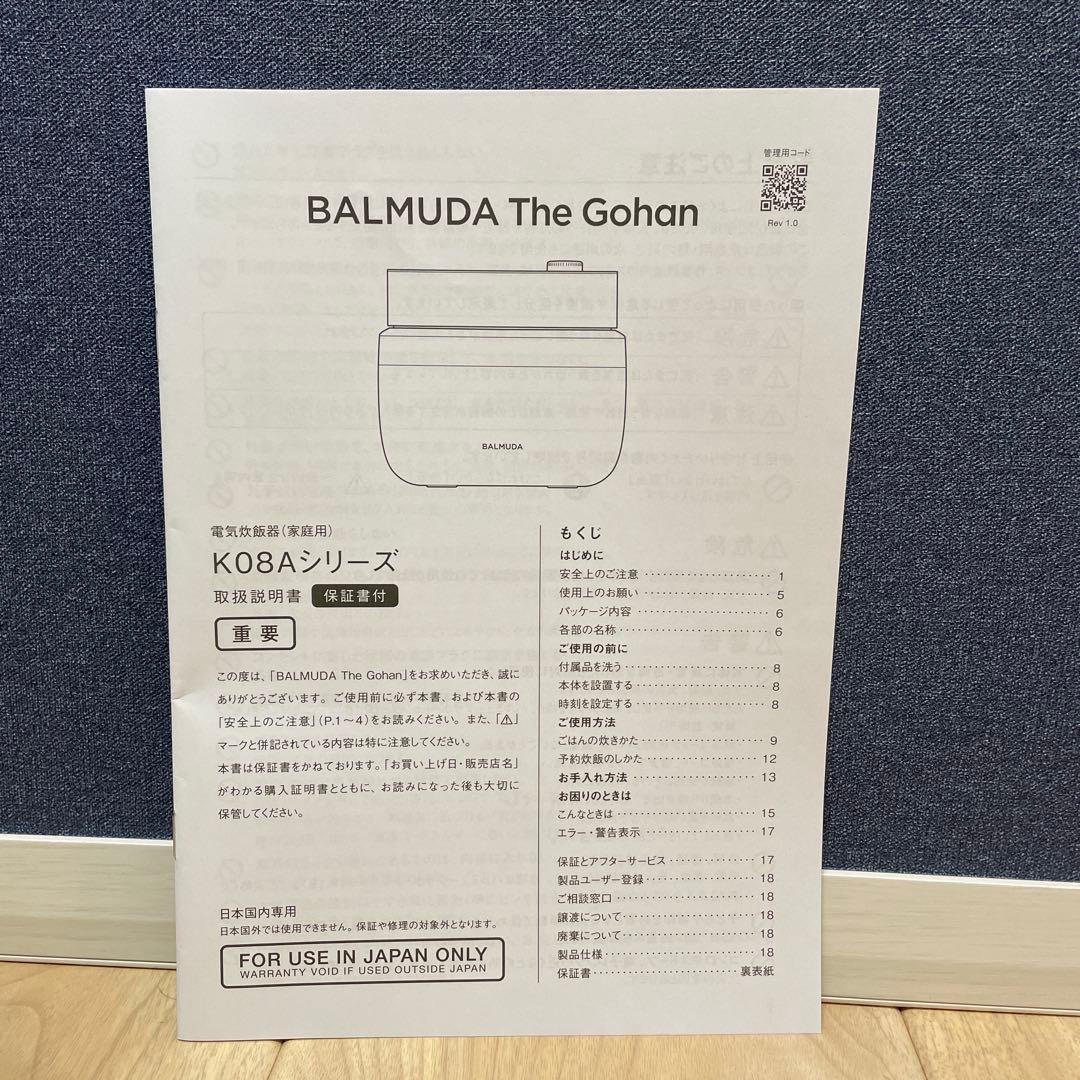 管理用コード
Rev 1.0
BALMUDA The Gohan
BALMUDA
電気炊飯器（家庭用）
K08Aシリーズ
取扱説明書 保証書付
重要
この度は、「BALMUDA The Gohan」をお求めいただき、誠に
ありがとうございます。ご使用前に必ず本書、および本書の
「安全上のご注意」（P.1～4）をお読みください。また、「⚠」
マークと併記されている内容は特に注意してください。
本書は保証書をかねております。「お買い上げ日・販売店名」
がわかる購入証明書とともに、お読みになった後も大切に
保管してください。
日本国内専用
日本国外では使用できません。保証や修理の対象外となります。
FOR USE IN JAPAN ONLY
WARRANTY VOID IF USED OUTSIDE JAPAN
もくじ
はじめに
安全上のご注意 1
使用上のお願い 5
パッケージ内容 6
各部の名称 6
ご使用の前に
付属品を洗う 8
本体を設置する 8
時刻を設定する 8
ご使用方法
ごはんの炊きかた 9
予約炊飯のしかた 12
お手入れ方法 13
お困りのときは
こんなときは 15
エラー・警告表示 17
保証とアフターサービス 17
製品ユーザー登録 18
ご相談窓口 18
譲渡について 18
廃棄について 18
製品仕様 18
保証書 裏表紙